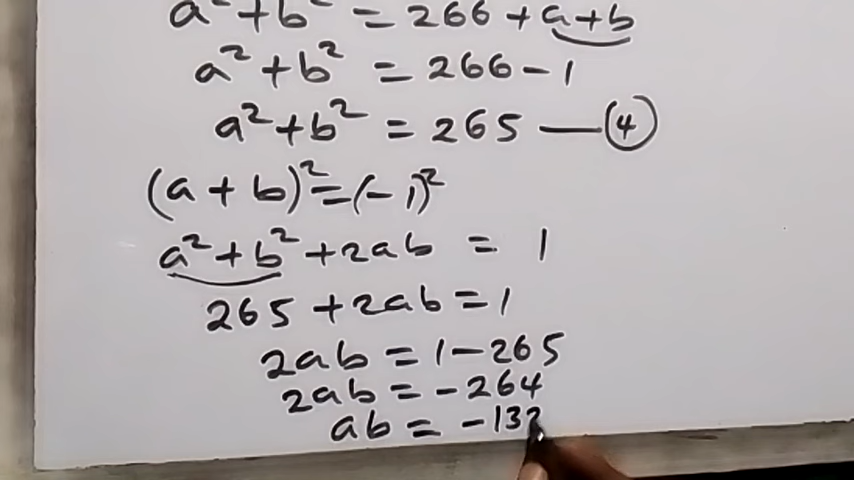 a² + b² = 266 + a + b
a² + b² = 266 - 1
a² + b² = 265 — (4)
(a + b)² = (-1)²
a² + b² + 2ab = 1
265 + 2ab = 1
2ab = 1 - 265
2ab = -264
ab = -132